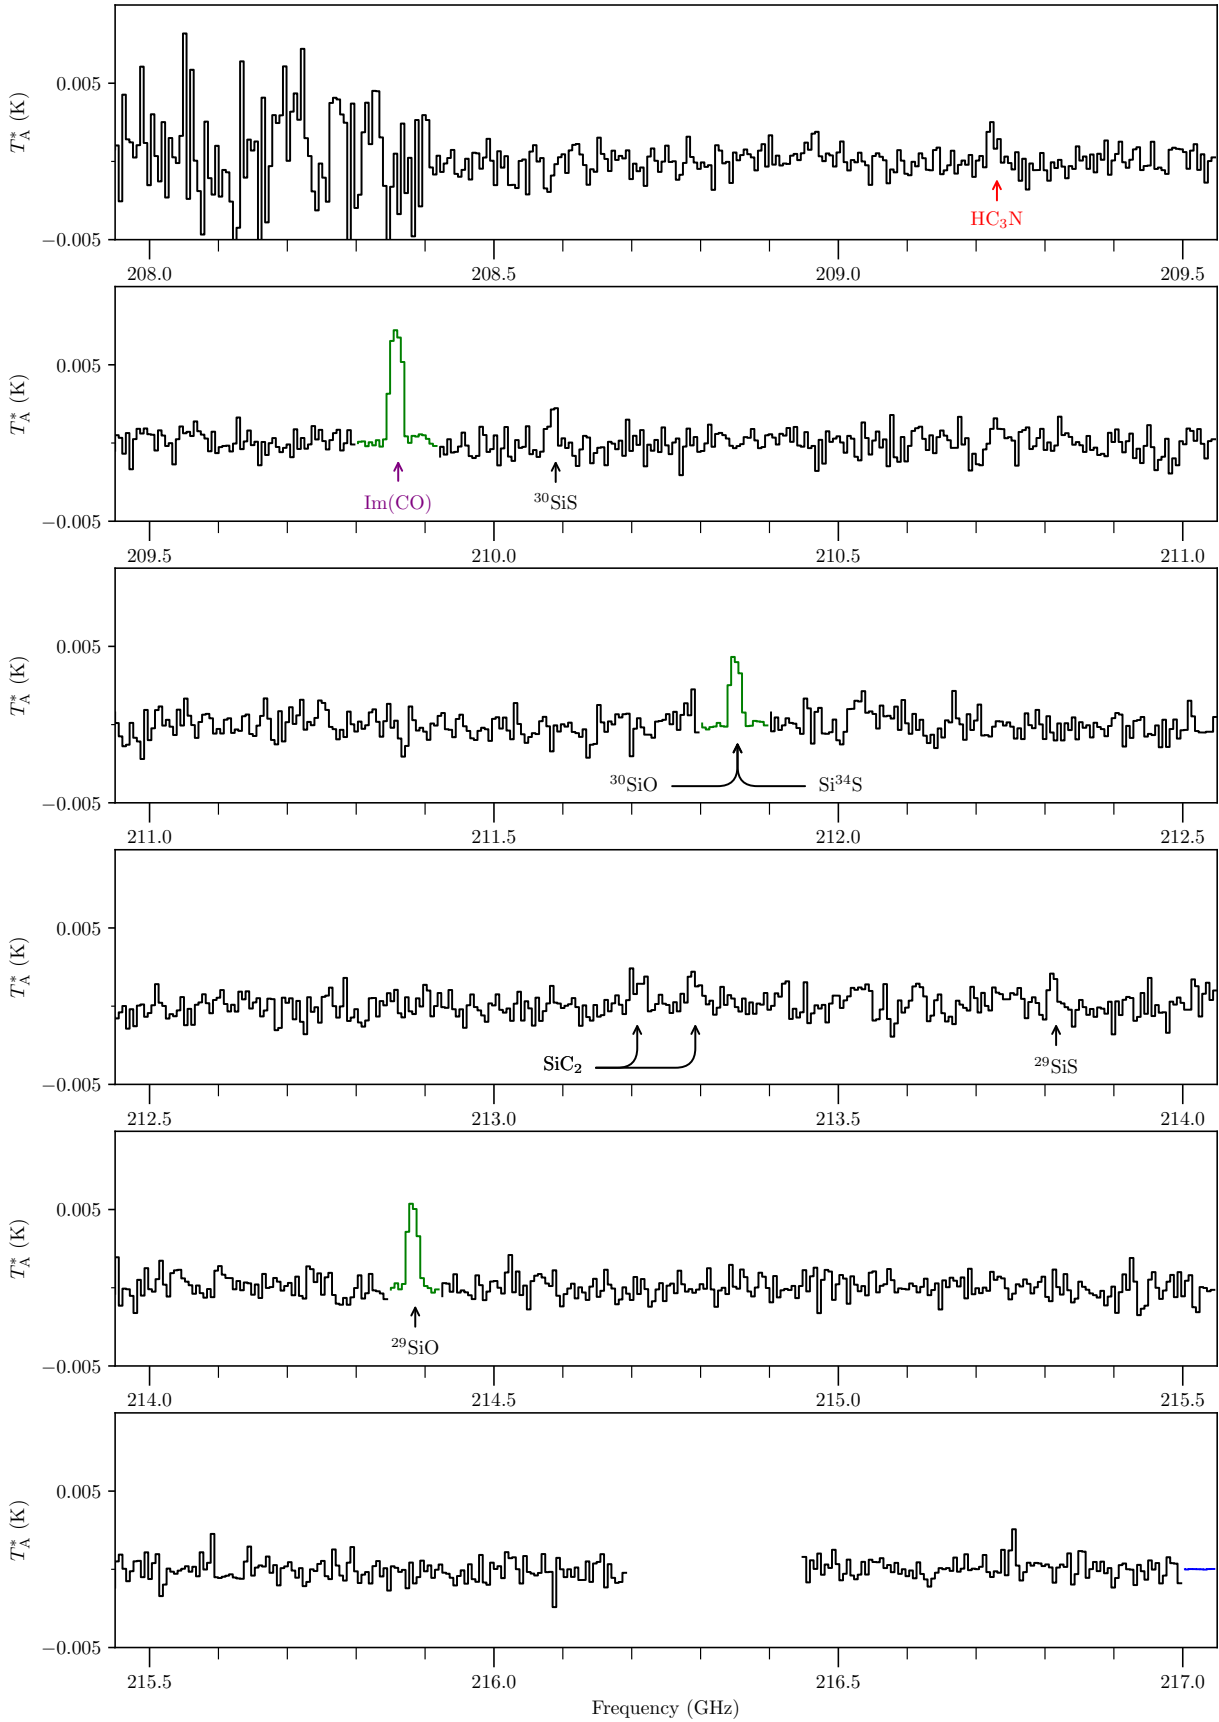 T*A (K)
0.005
−0.005
HC₃N
208.0 208.5 209.0 209.5
T*A (K)
0.005
−0.005
Im(CO)
³⁰SiS
209.5 210.0 210.5 211.0
T*A (K)
0.005
−0.005
³⁰SiO Si³⁴S
211.0 211.5 212.0 212.5
T*A (K)
0.005
−0.005
SiC₂ ²⁹SiS
212.5 213.0 213.5 214.0
T*A (K)
0.005
−0.005
²⁹SiO
214.0 214.5 215.0 215.5
T*A (K)
0.005
−0.005
215.5 216.0 216.5 217.0
Frequency (GHz)